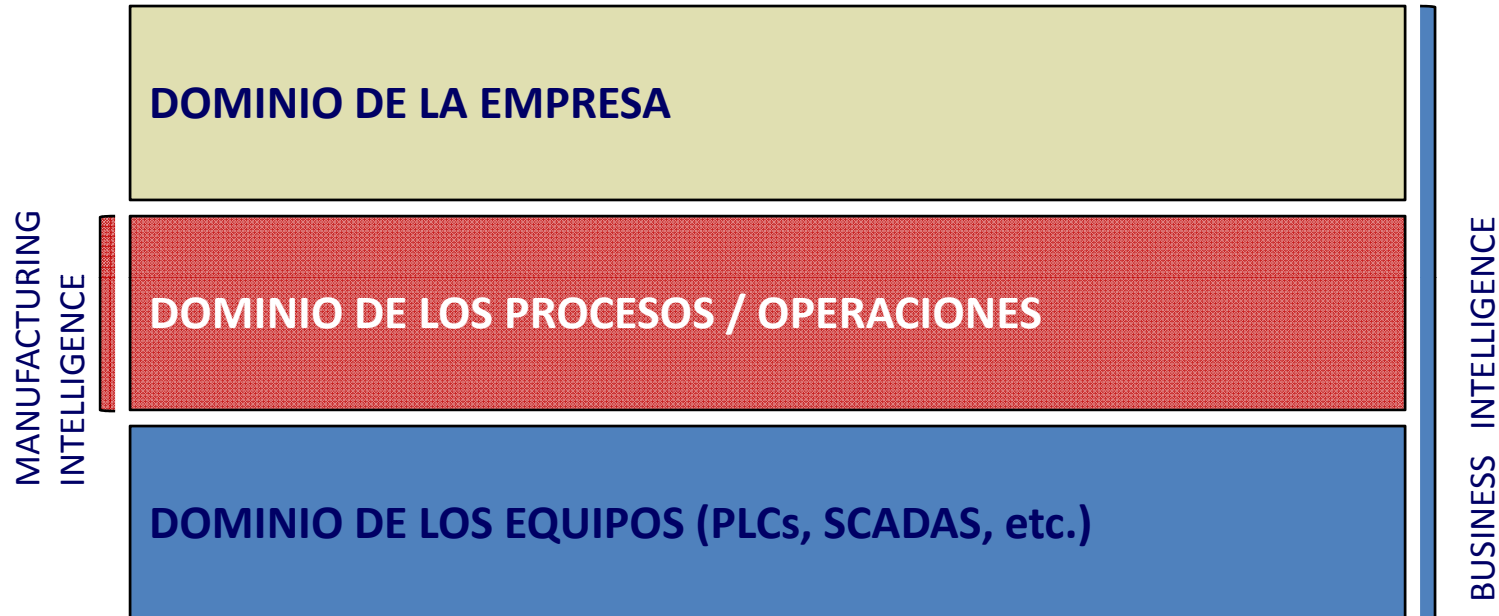 DOMINIO DE LA EMPRESA
MANUFACTURING
INTELLIGENCE
DOMINIO DE LOS PROCESOS / OPERACIONES
DOMINIO DE LOS EQUIPOS (PLCs, SCADAS, etc.)
BUSINESS INTELLIGENCE